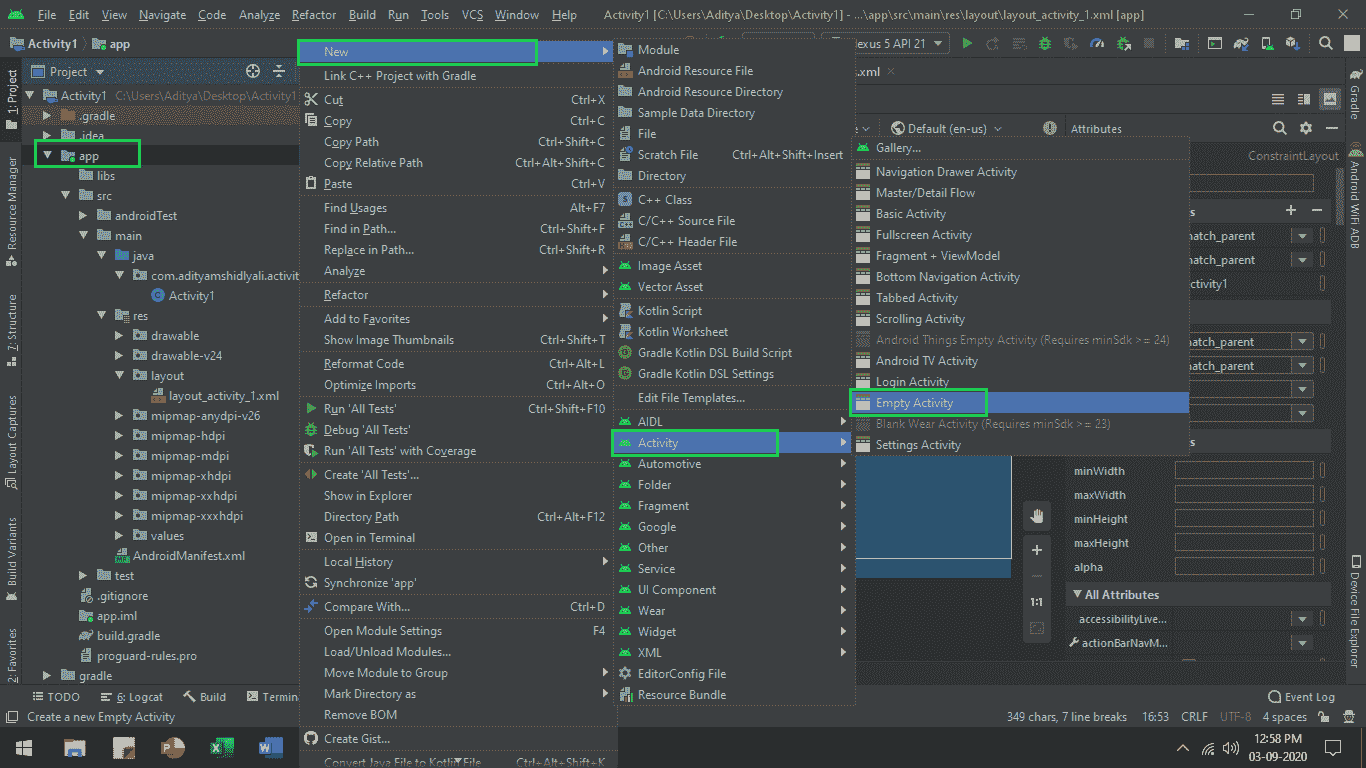 File Edit View Navigate Code Analyze Refactor Build Run Tools VCS Window Help Activity1 [C:\Users\Aditya\Desktop\Activity1] - ...\app\src\main\res\layout\layout_activity_1.xml [app]
Activity1 app
exus 5 API 21
1: Project
Resource Manager
Z: Structure
Layout Captures
Build Variants
2: Favorites
Project
Activity1 C:\Users\Aditya\Desktop\Activity1
.gradle
.idea
app
libs
src
androidTest
main
java
com.adityamshidlyali.activit
Activity1
res
drawable
drawable-v24
layout
layout_activity_1.xml
mipmap-anydpi-v26
mipmap-hdpi
mipmap-mdpi
mipmap-xhdpi
mipmap-xxhdpi
mipmap-xxxhdpi
values
AndroidManifest.xml
test
.gitignore
app.iml
build.gradle
proguard-rules.pro
gradle
New
Link C++ Project with Gradle
Cut Ctrl+X
Copy Ctrl+C
Copy Path Ctrl+Shift+C
Copy Relative Path Ctrl+Alt+Shift+C
Paste Ctrl+V
Find Usages Alt+F7
Find in Path... Ctrl+Shift+F
Replace in Path... Ctrl+Shift+R
Analyze
Refactor
Add to Favorites
Show Image Thumbnails Ctrl+Shift+T
Reformat Code Ctrl+Alt+L
Optimize Imports Ctrl+Alt+O
Run 'All Tests' Ctrl+Shift+F10
Debug 'All Tests'
Run 'All Tests' with Coverage
Create 'All Tests'...
Show in Explorer
Directory Path Ctrl+Alt+F12
Open in Terminal
Local History
Synchronize 'app'
Compare With... Ctrl+D
Open Module Settings F4
Load/Unload Modules...
Move Module to Group
Mark Directory as
Remove BOM
Create Gist...
Convert Java File to Kotlin File Ctrl+Alt+Shift+K
Module
Android Resource File
Android Resource Directory
Sample Data Directory
File
Scratch File Ctrl+Alt+Shift+Insert
Directory
C++ Class
C/C++ Source File
C/C++ Header File
Image Asset
Vector Asset
Kotlin Script
Kotlin Worksheet
Gradle Kotlin DSL Build Script
Gradle Kotlin DSL Settings
Edit File Templates...
AIDL
Activity
Automotive
Folder
Fragment
Google
Other
Service
UI Component
Wear
Widget
XML
EditorConfig File
Resource Bundle
Gallery...
Navigation Drawer Activity
Master/Detail Flow
Basic Activity
Fullscreen Activity
Fragment + ViewModel
Bottom Navigation Activity
Tabbed Activity
Scrolling Activity
Android Things Empty Activity (Requires minSdk >= 24)
Android TV Activity
Login Activity
Empty Activity
Blank Wear Activity (Requires minSdk >= 23)
Settings Activity
s.xml
Default (en-us)
Attributes
ConstraintLayout
s
match_parent
match_parent
ctivity1
match_parent
match_parent
s
minWidth
maxWidth
minHeight
maxHeight
alpha
All Attributes
accessibilityLive...
actionBarNavM...
1:1
Gradle
Android WiFi ADB
Device File Explorer
TODO 6: Logcat Build Termin
Event Log
Create a new Empty Activity
349 chars, 7 line breaks 16:53 CRLF UTF-8 4 spaces
12:58 PM
03-09-2020